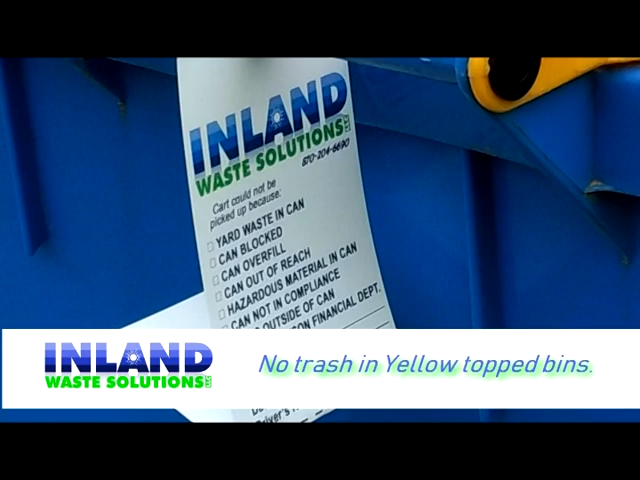 INLAND
WASTE SOLUTIONS LLC
870-204-6690
Cart could not be
picked up because:
YARD WASTE IN CAN
CAN BLOCKED
CAN OVERFILL
CAN OUT OF REACH
HAZARDOUS MATERIAL IN CAN
CAN NOT IN COMPLIANCE
OUTSIDE OF CAN
FINANCIAL DEPT.
INLAND
WASTE SOLUTIONS LLC
No trash in Yellow topped bins.